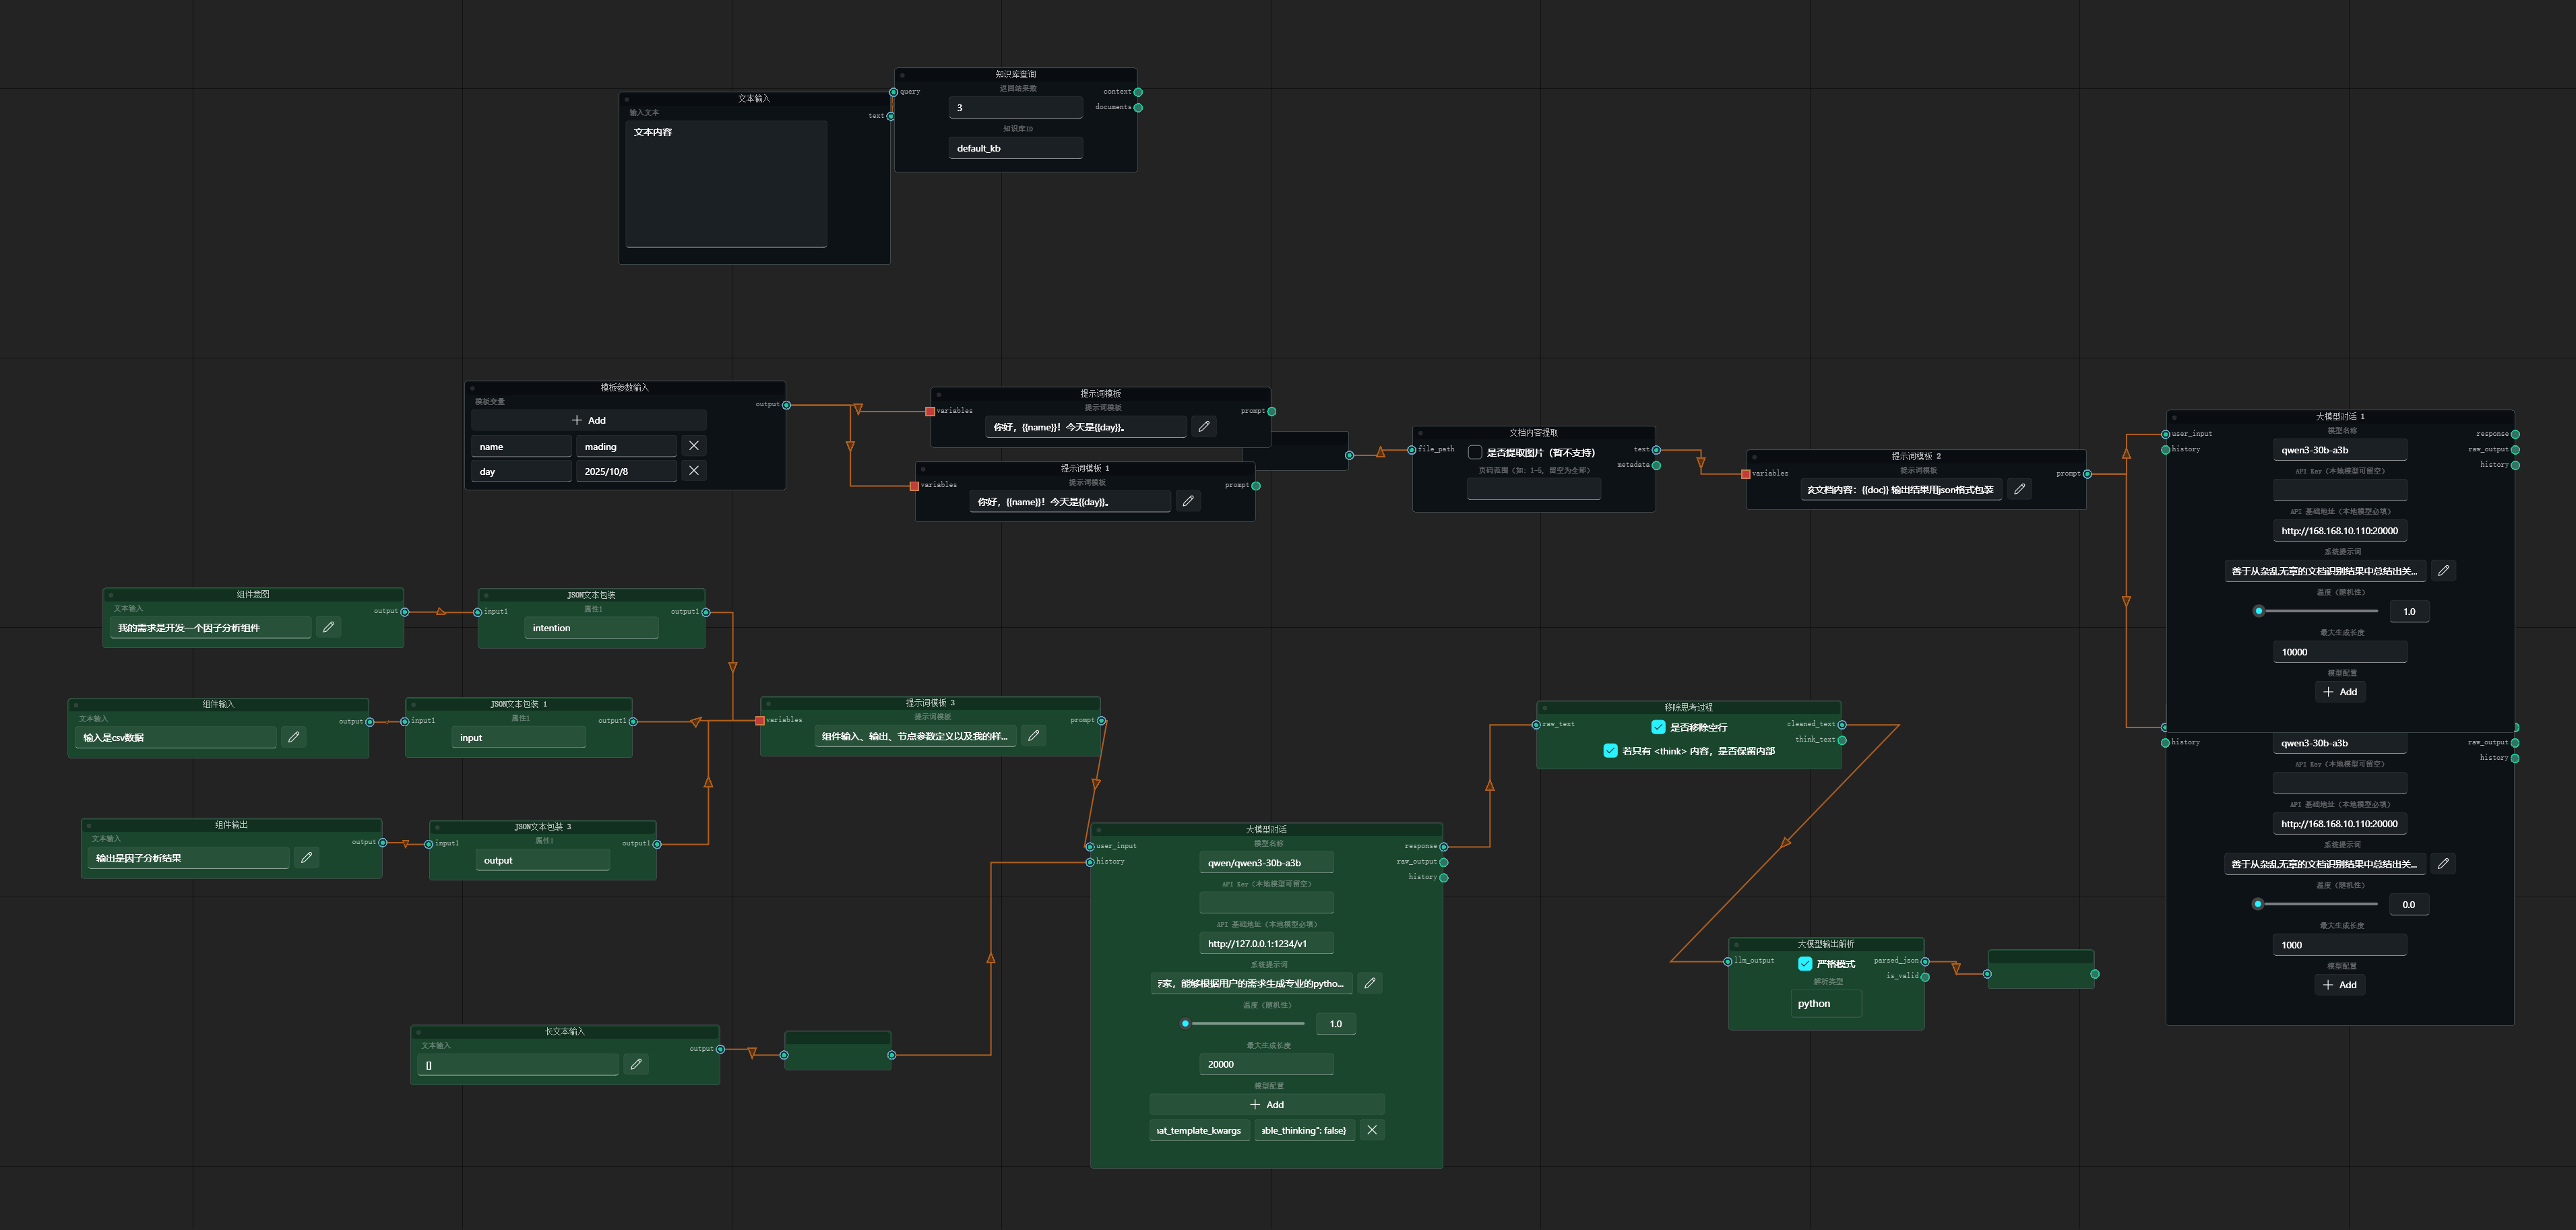 知识库查询
query
返回结果数
context
3
documents
知识库ID
default_kb
文本输入
输入文本
text
文本内容
模板参数输入
模板变量
output
Add
name
mading
day
2025/10/8
提示词模板
提示词模板
variables
prompt
你好，{{name}}！今天是{{day}}。
提示词模板 1
提示词模板
variables
prompt
你好，{{name}}！今天是{{day}}。
文档内容提取
file_path
是否提取图片（暂不支持）
text
metadata
页码范围（如：1-5，留空为全部）
提示词模板 2
提示词模板
variables
prompt
文档内容：{{doc}} 输出结果用json格式包装
大模型对话 1
模型名称
user_input
response
history
qwen3-30b-a3b
raw_output
history
API Key（本地模型可留空）
API 基础地址（本地模型必填）
http://168.168.10.110:20000
系统提示词
善于从杂乱无章的文档识别结果中总结出关...
温度（随机性）
1.0
最大生成长度
10000
模型配置
Add
history
qwen3-30b-a3b
raw_output
history
API Key（本地模型可留空）
API 基础地址（本地模型必填）
http://168.168.10.110:20000
系统提示词
善于从杂乱无章的文档识别结果中总结出关...
温度（随机性）
0.0
最大生成长度
1000
模型配置
Add
组件意图
文本输入
output
我的需求是开发一个因子分析组件
JSON文本包装
属性1
input1
output1
intention
组件输入
文本输入
output
输入是csv数据
JSON文本包装 1
属性1
input1
output1
input
组件输出
文本输入
output
输出是因子分析结果
JSON文本包装 3
属性1
input1
output1
output
提示词模板 3
提示词模板
variables
prompt
组件输入、输出、节点参数定义以及我的样...
长文本输入
文本输入
output
[]
大模型对话
模型名称
user_input
response
history
qwen/qwen3-30b-a3b
raw_output
history
API Key（本地模型可留空）
API 基础地址（本地模型必填）
http://127.0.0.1:1234/v1
系统提示词
家，能够根据用户的需求生成专业的pytho...
温度（随机性）
1.0
最大生成长度
20000
模型配置
Add
hat_template_kwargs
able_thinking": false}
移除思考过程
raw_text
是否移除空行
cleaned_text
think_text
若只有 <think> 内容，是否保留内部
大模型输出解析
llm_output
严格模式
parsed_json
is_valid
解析类型
python